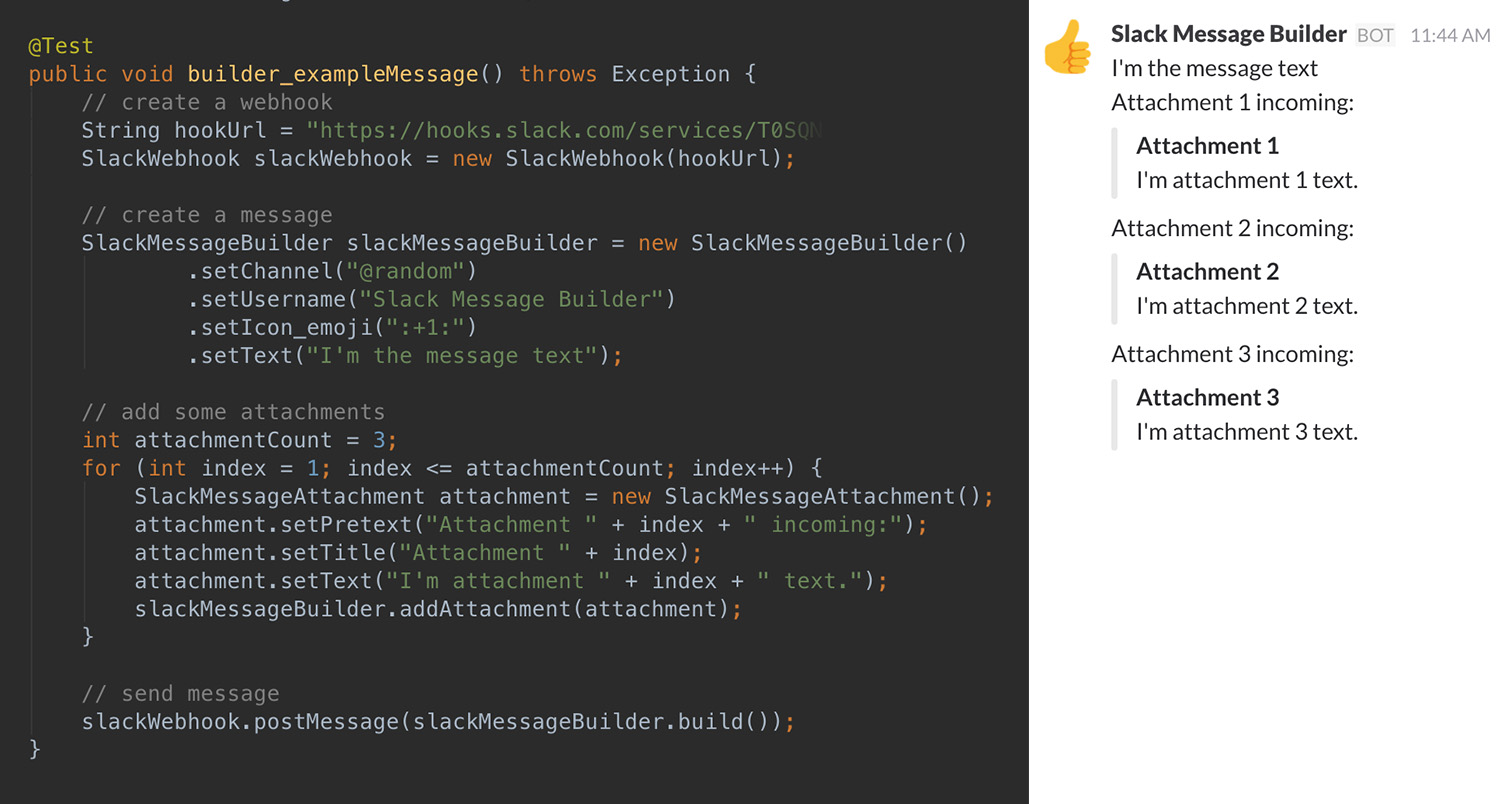 @Test
public void builder_exampleMessage() throws Exception {
    // create a webhook
    String hookUrl = "https://hooks.slack.com/services/T0SQN
    SlackWebhook slackWebhook = new SlackWebhook(hookUrl);

    // create a message
    SlackMessageBuilder slackMessageBuilder = new SlackMessageBuilder()
            .setChannel("@random")
            .setUsername("Slack Message Builder")
            .setIcon_emoji(":+1:")
            .setText("I'm the message text");

    // add some attachments
    int attachmentCount = 3;
    for (int index = 1; index <= attachmentCount; index++) {
        SlackMessageAttachment attachment = new SlackMessageAttachment();
        attachment.setPretext("Attachment " + index + " incoming:");
        attachment.setTitle("Attachment " + index);
        attachment.setText("I'm attachment " + index + " text.");
        slackMessageBuilder.addAttachment(attachment);
    }

    // send message
    slackWebhook.postMessage(slackMessageBuilder.build());
}
Slack Message Builder BOT 11:44 AM
I'm the message text
Attachment 1 incoming:
Attachment 1
I'm attachment 1 text.
Attachment 2 incoming:
Attachment 2
I'm attachment 2 text.
Attachment 3 incoming:
Attachment 3
I'm attachment 3 text.